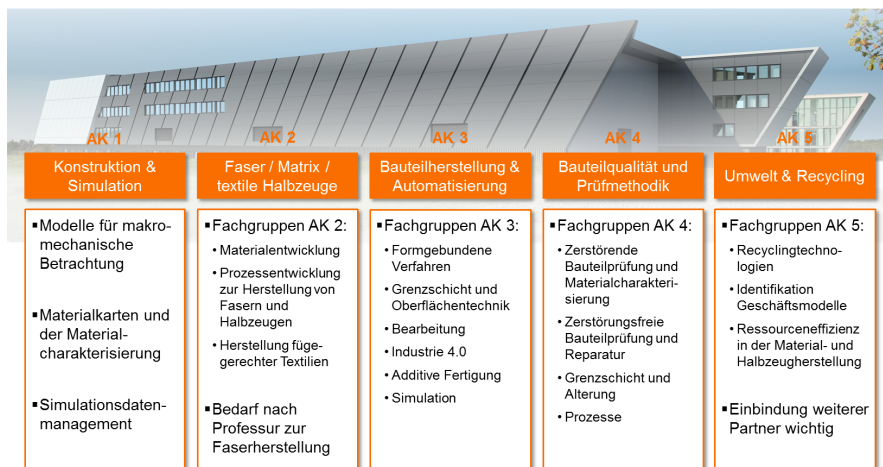 AK 1
Konstruktion &
Simulation
▪Modelle für makro-
mechanische
Betrachtung
▪Materialkarten und
der Material-
charakterisierung
▪Simulationsdaten-
management
AK 2
Faser / Matrix /
textile Halbzeuge
▪Fachgruppen AK 2:
• Materialentwicklung
• Prozessentwicklung
zur Herstellung von
Fasern und
Halbzeugen
• Herstellung füge-
gerechter Textilien
▪Bedarf nach
Professur zur
Faserherstellung
AK 3
Bauteilherstellung &
Automatisierung
▪Fachgruppen AK 3:
• Formgebundene
Verfahren
• Grenzschicht und
Oberflächentechnik
• Bearbeitung
• Industrie 4.0
• Additive Fertigung
• Simulation
AK 4
Bauteilqualität und
Prüfmethodik
▪Fachgruppen AK 4:
• Zerstörende
Bauteilprüfung und
Materialcharakteri-
sierung
• Zerstörungsfreie
Bauteilprüfung und
Reparatur
• Grenzschicht und
Alterung
• Prozesse
AK 5
Umwelt & Recycling
▪Fachgruppen AK 5:
• Recyclingtechno-
logien
• Identifikation
Geschäftsmodelle
• Ressourceneffizienz
in der Material- und
Halbzeugherstellung
▪Einbindung weiterer
Partner wichtig